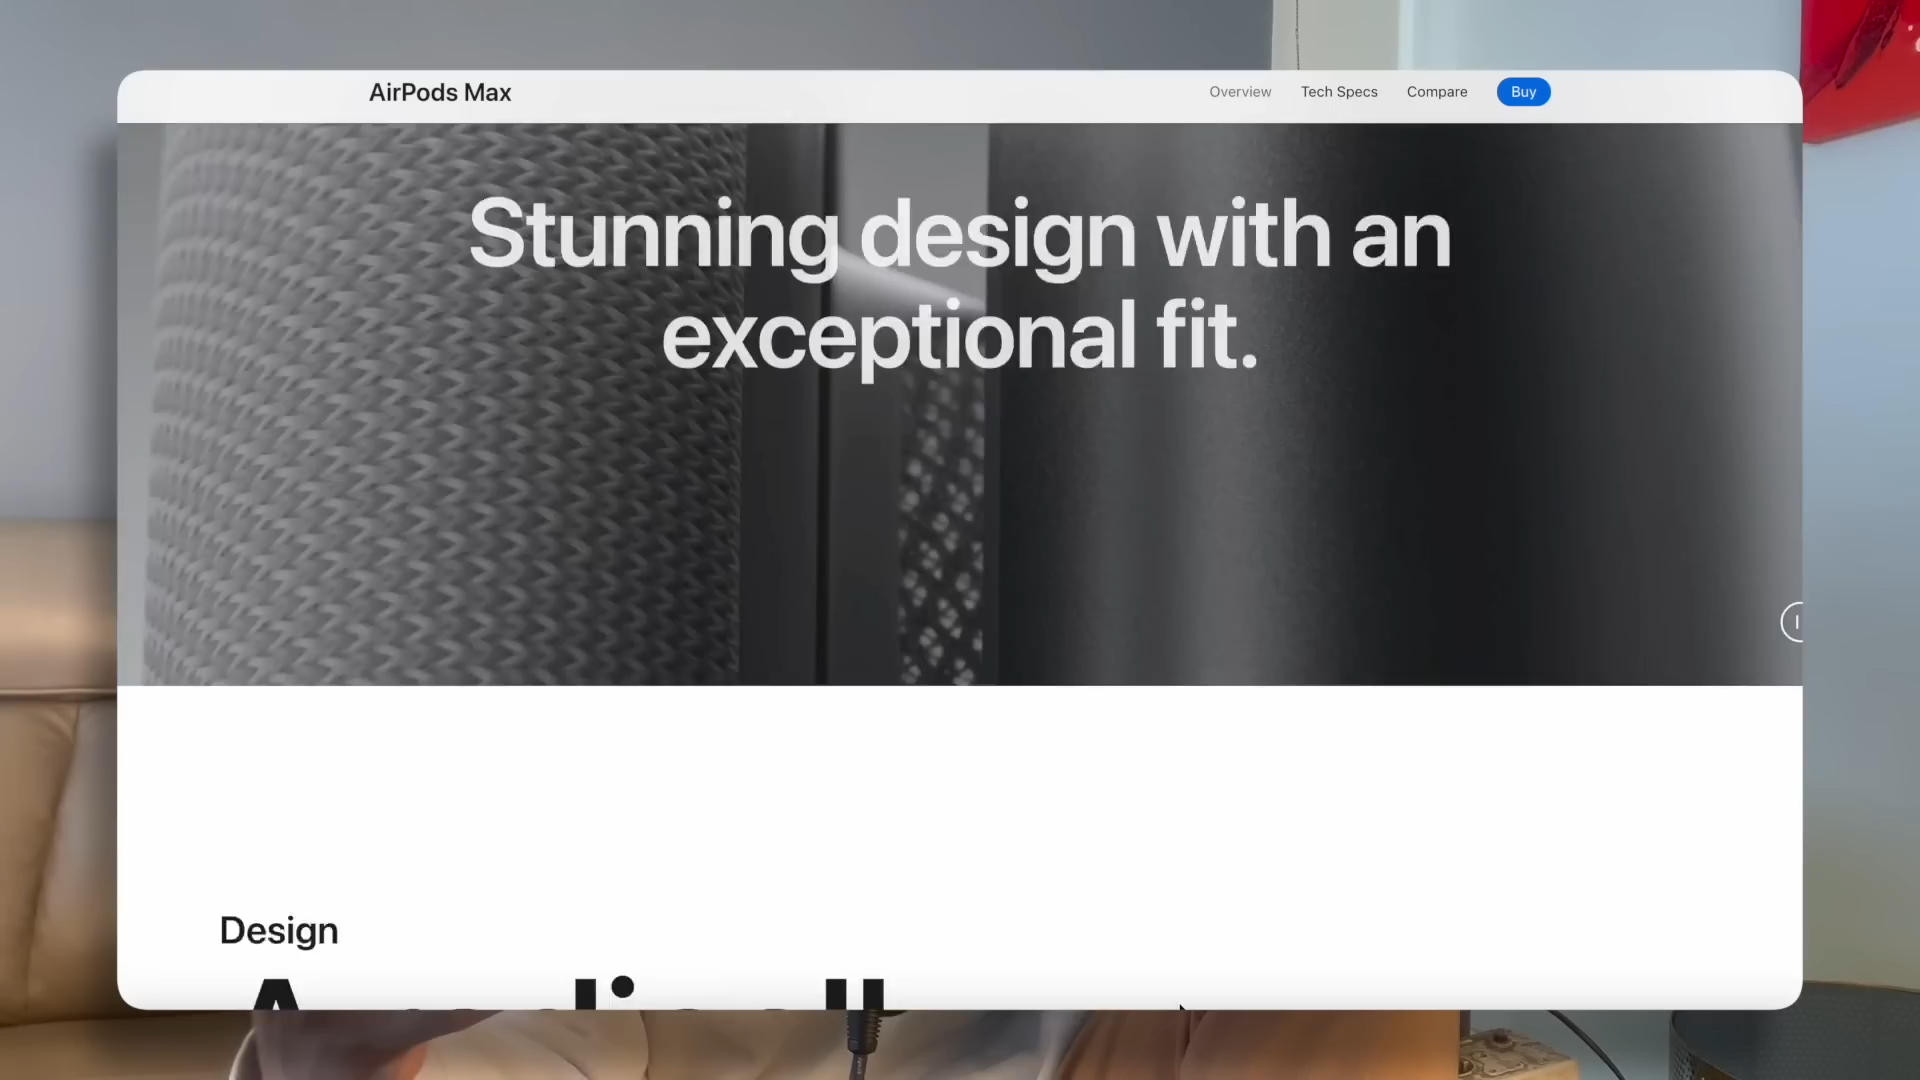 AirPods Max
Overview Tech Specs Compare Buy
Stunning design with an
exceptional fit.
Design